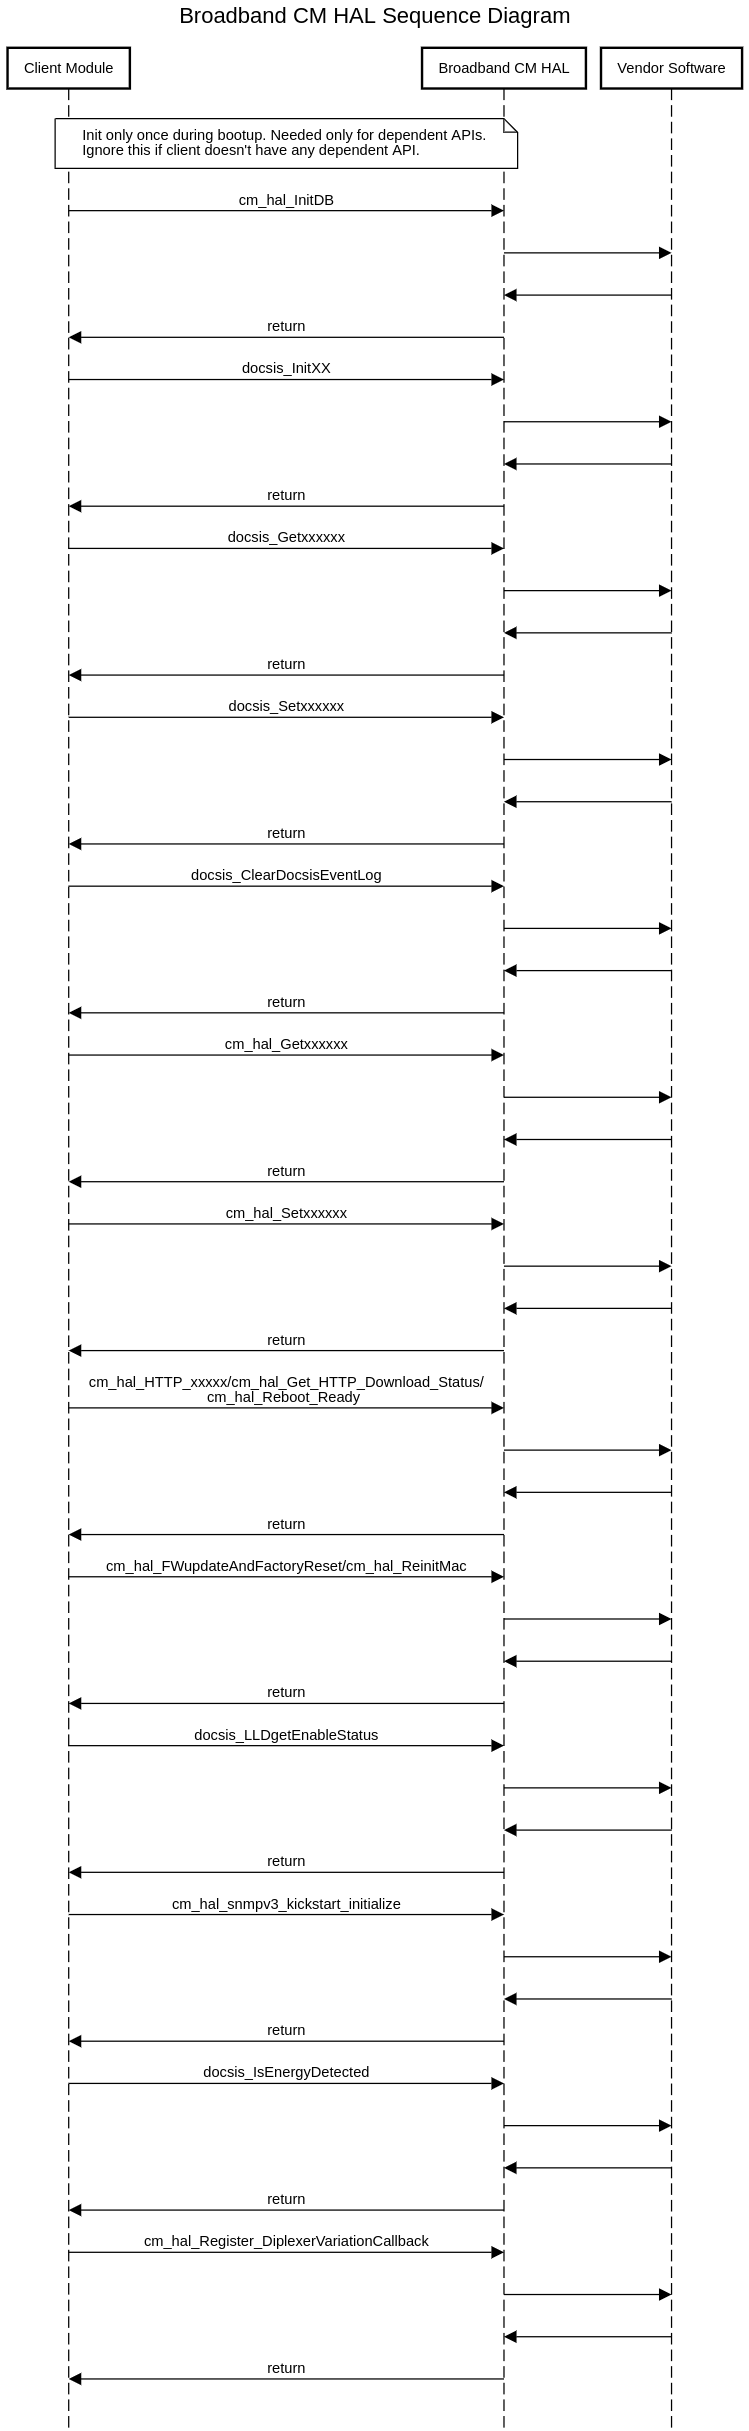 Broadband CM HAL Sequence Diagram
Client Module
Broadband CM HAL
Vendor Software
Init only once during bootup. Needed only for dependent APIs.
Ignore this if client doesn't have any dependent API.
cm_hal_InitDB
return
docsis_InitXX
return
docsis_Getxxxxxx
return
docsis_Setxxxxxx
return
docsis_ClearDocsisEventLog
return
cm_hal_Getxxxxxx
return
cm_hal_Setxxxxxx
return
cm_hal_HTTP_xxxxx/cm_hal_Get_HTTP_Download_Status/
cm_hal_Reboot_Ready
return
cm_hal_FWupdateAndFactoryReset/cm_hal_ReinitMac
return
docsis_LLDgetEnableStatus
return
cm_hal_snmpv3_kickstart_initialize
return
docsis_IsEnergyDetected
return
cm_hal_Register_DiplexerVariationCallback
return